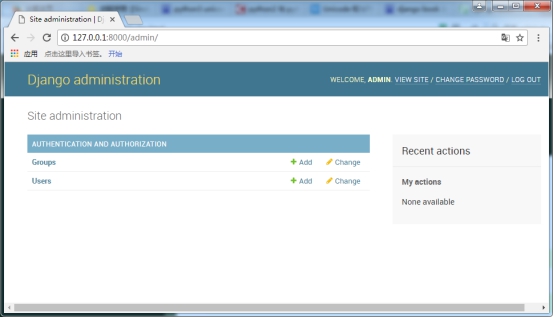 Site administration | Dj
127.0.0.1:8000/admin/
应用 点击这里导入书签。 开始
Django administration
WELCOME, ADMIN. VIEW SITE / CHANGE PASSWORD / LOG OUT
Site administration
AUTHENTICATION AND AUTHORIZATION
Groups Add Change
Users Add Change
Recent actions
My actions
None available